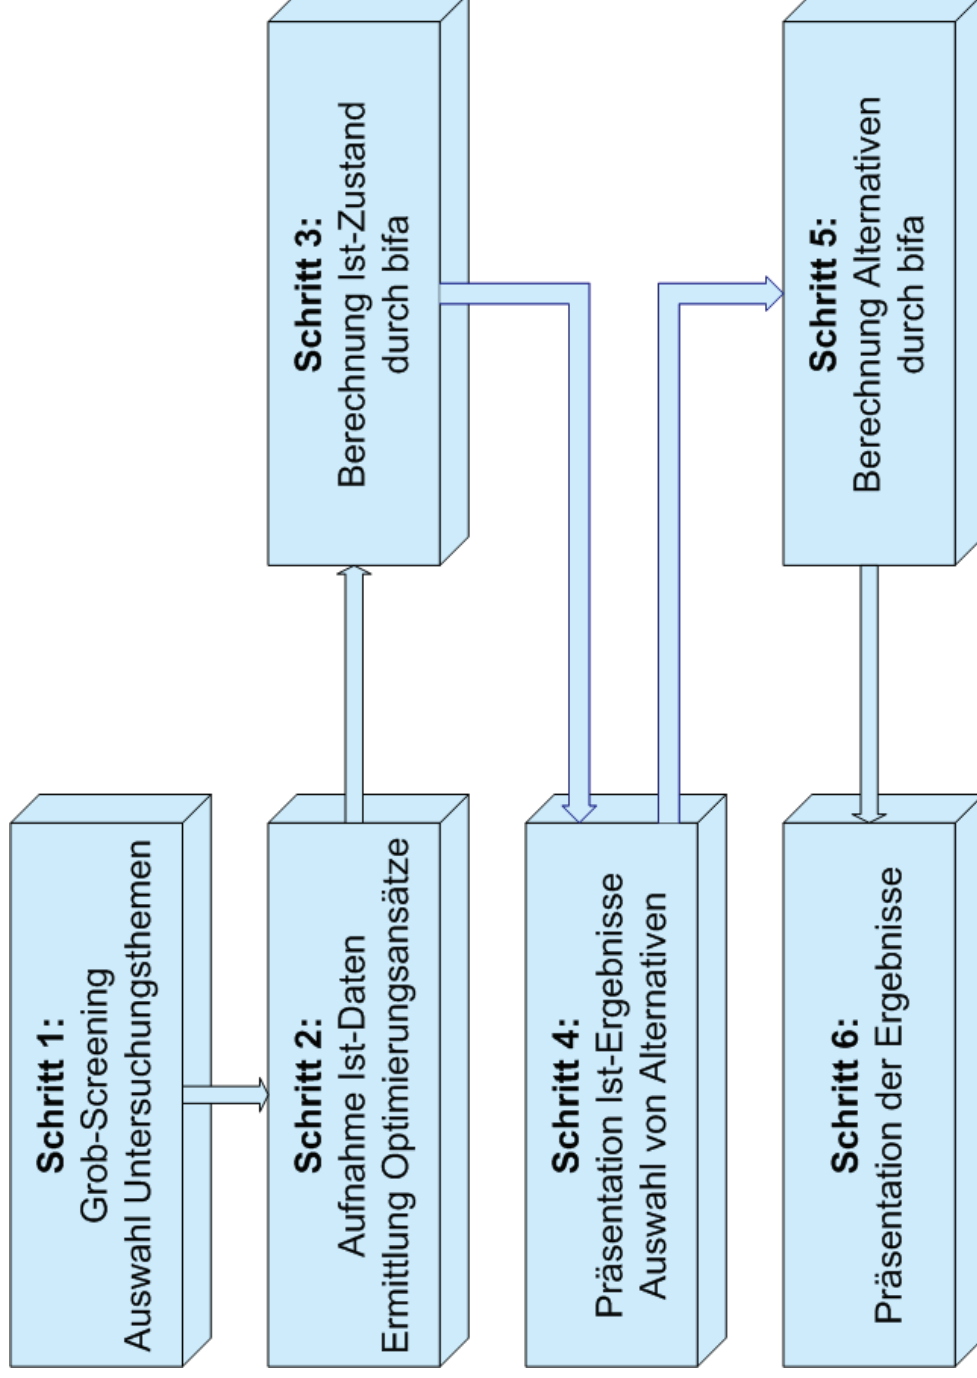 Schritt 1:
Grob-Screening
Auswahl Untersuchungsthemen
Schritt 2:
Aufnahme Ist-Daten
Ermittlung Optimierungsansätze
Schritt 3:
Berechnung Ist-Zustand
durch bifa
Schritt 4:
Präsentation Ist-Ergebnisse
Auswahl von Alternativen
Schritt 5:
Berechnung Alternativen
durch bifa
Schritt 6:
Präsentation der Ergebnisse